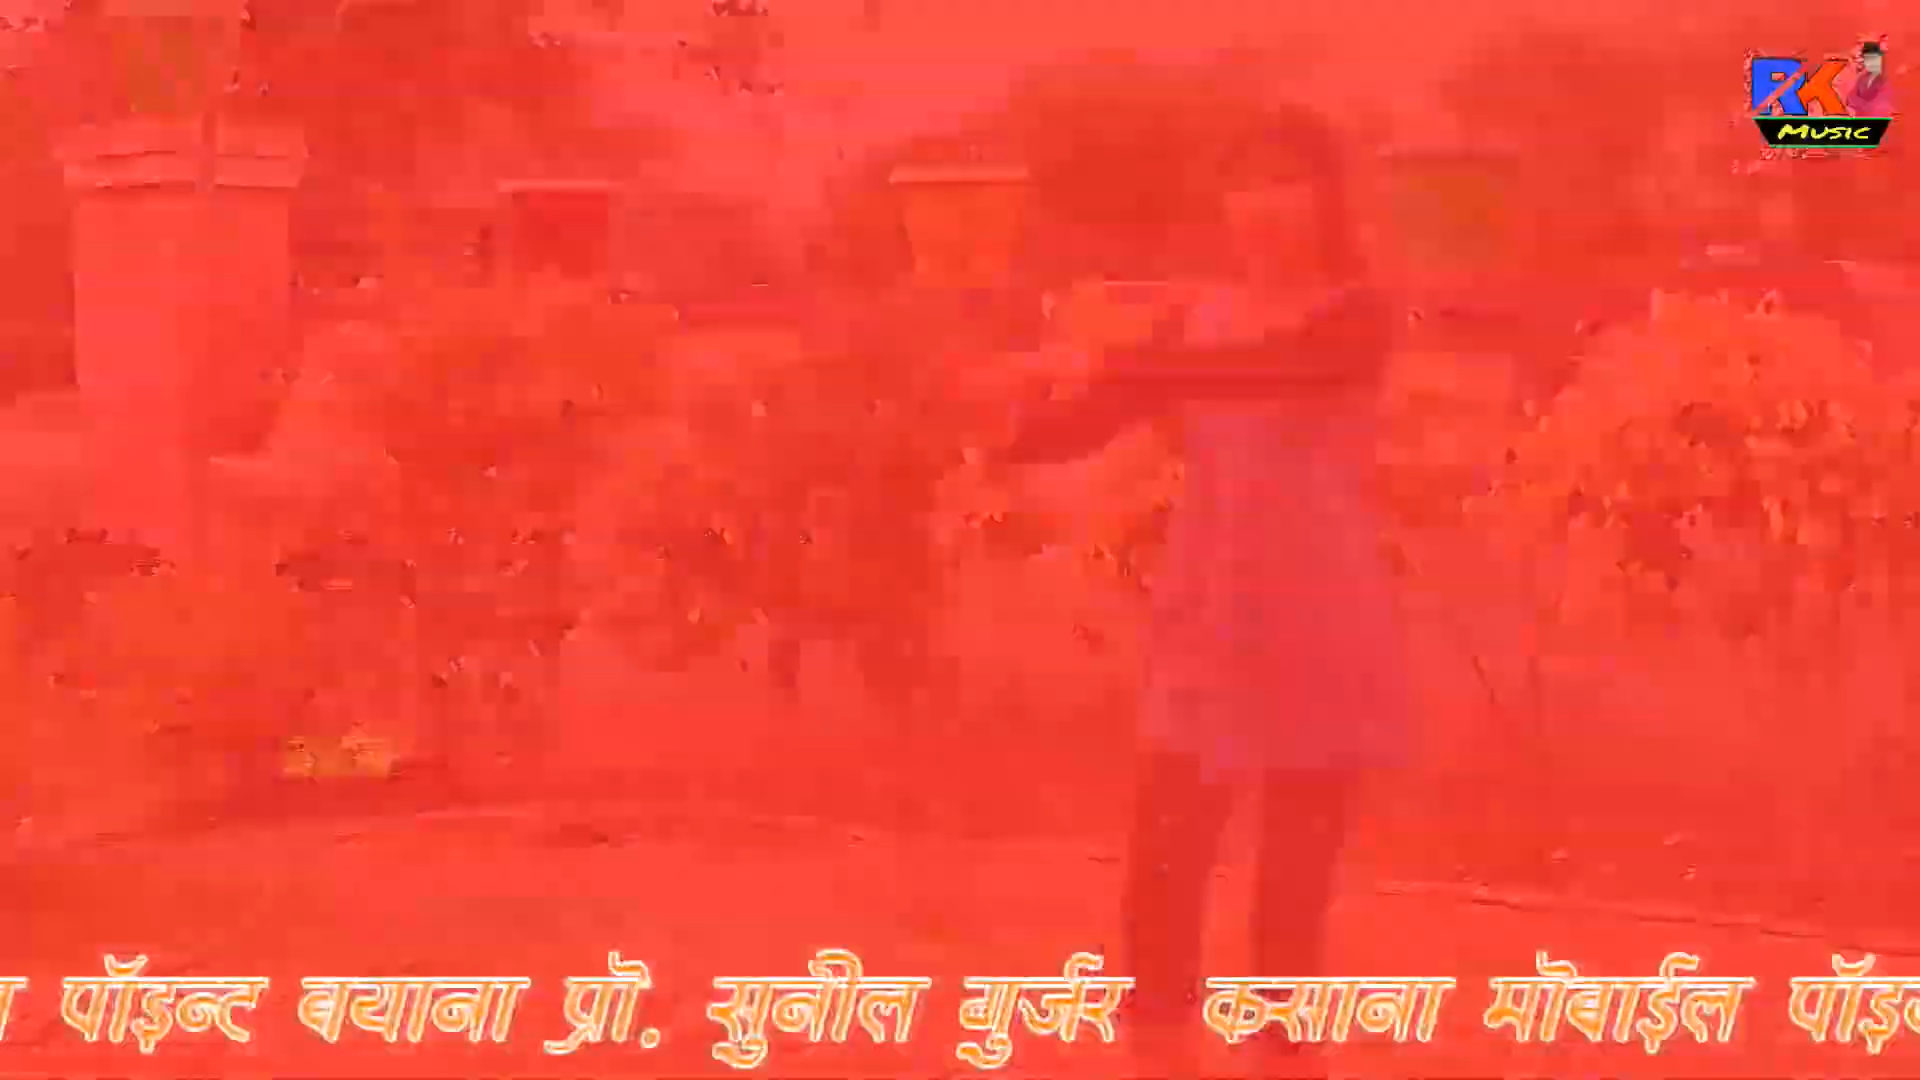 RK
MUSIC
पॉइन्ट बयाना प्रो. सुनील गुर्जर कसाना मोबाईल